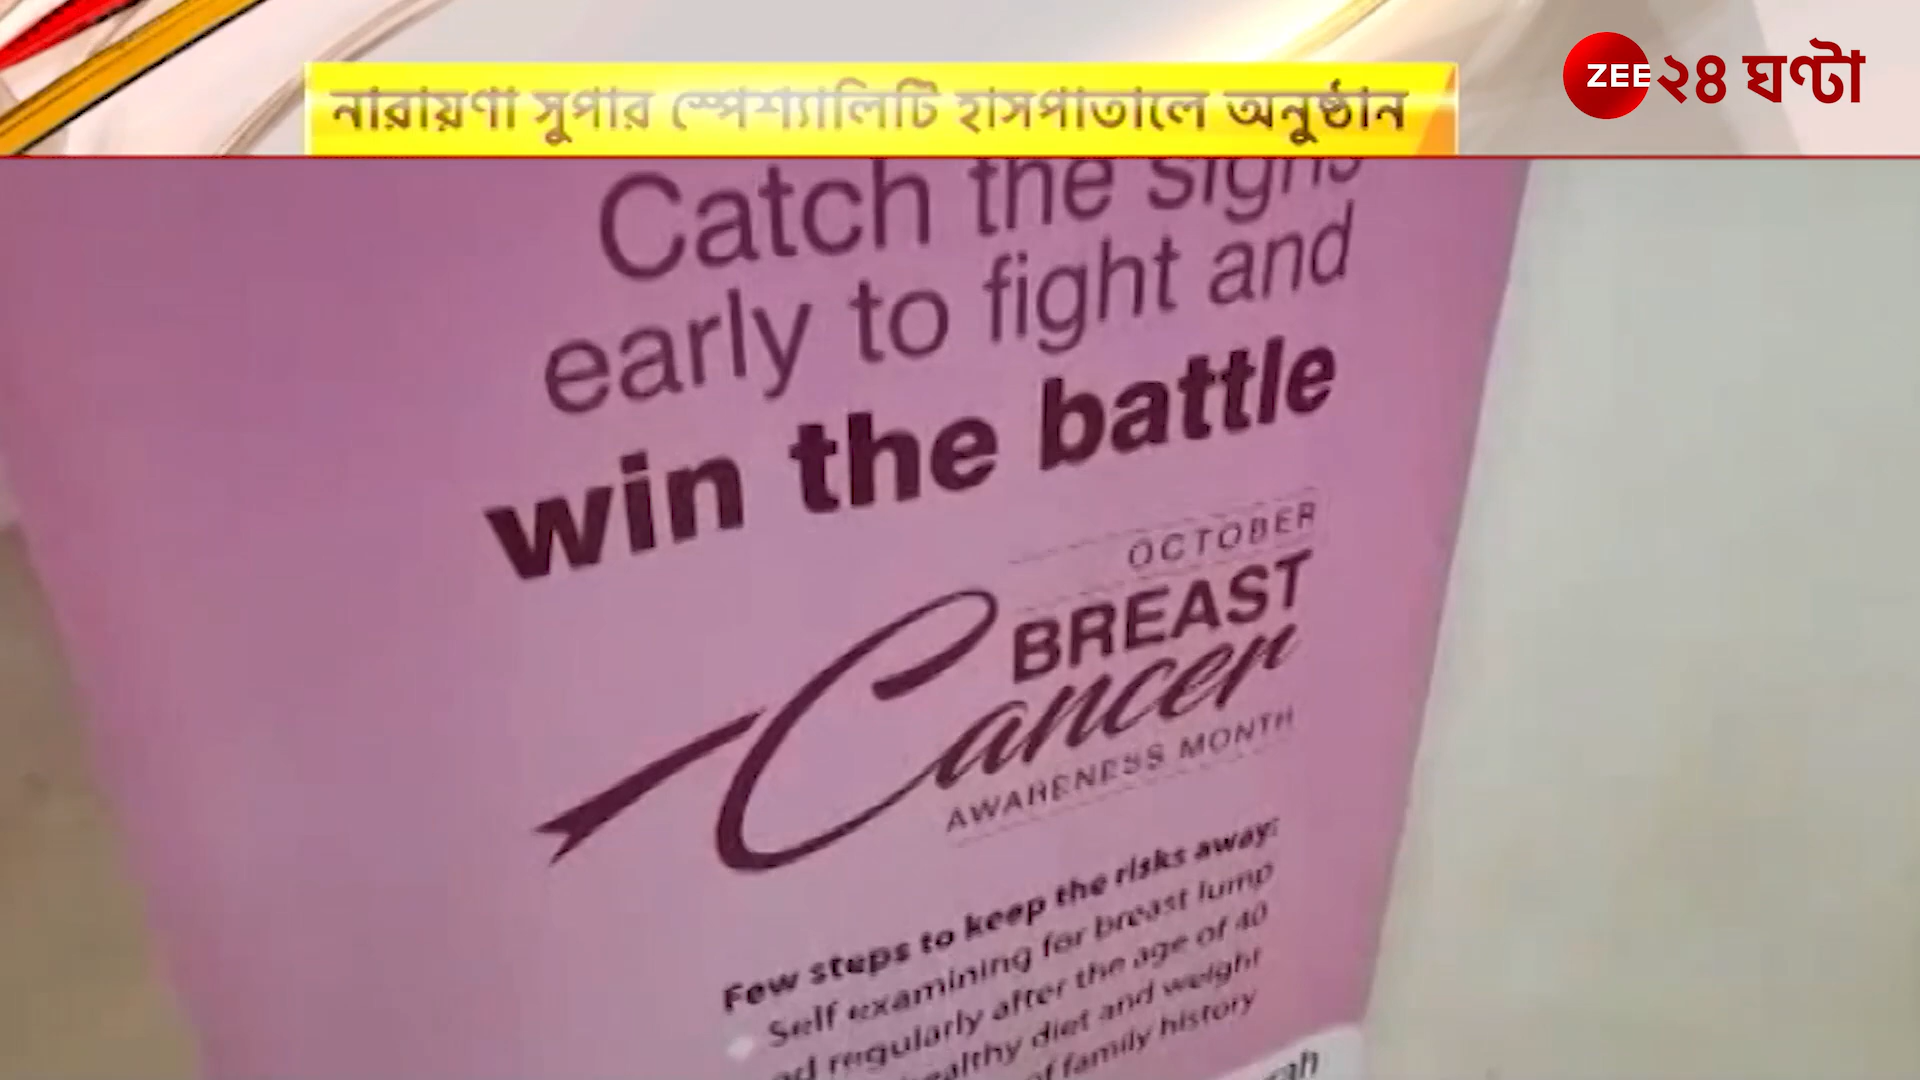 নারায়ণা সুপার স্পেশ্যালিটি হাসপাতালে অনুষ্ঠান
ZEE ২৪ ঘণ্টা
Catch the signs
early to fight and
win the battle
OCTOBER
BREAST
Cancer
AWARENESS MONTH
Few steps to keep the risks away:
Self examining for breast lump
regularly after the age of 40
diet and weight
of family history